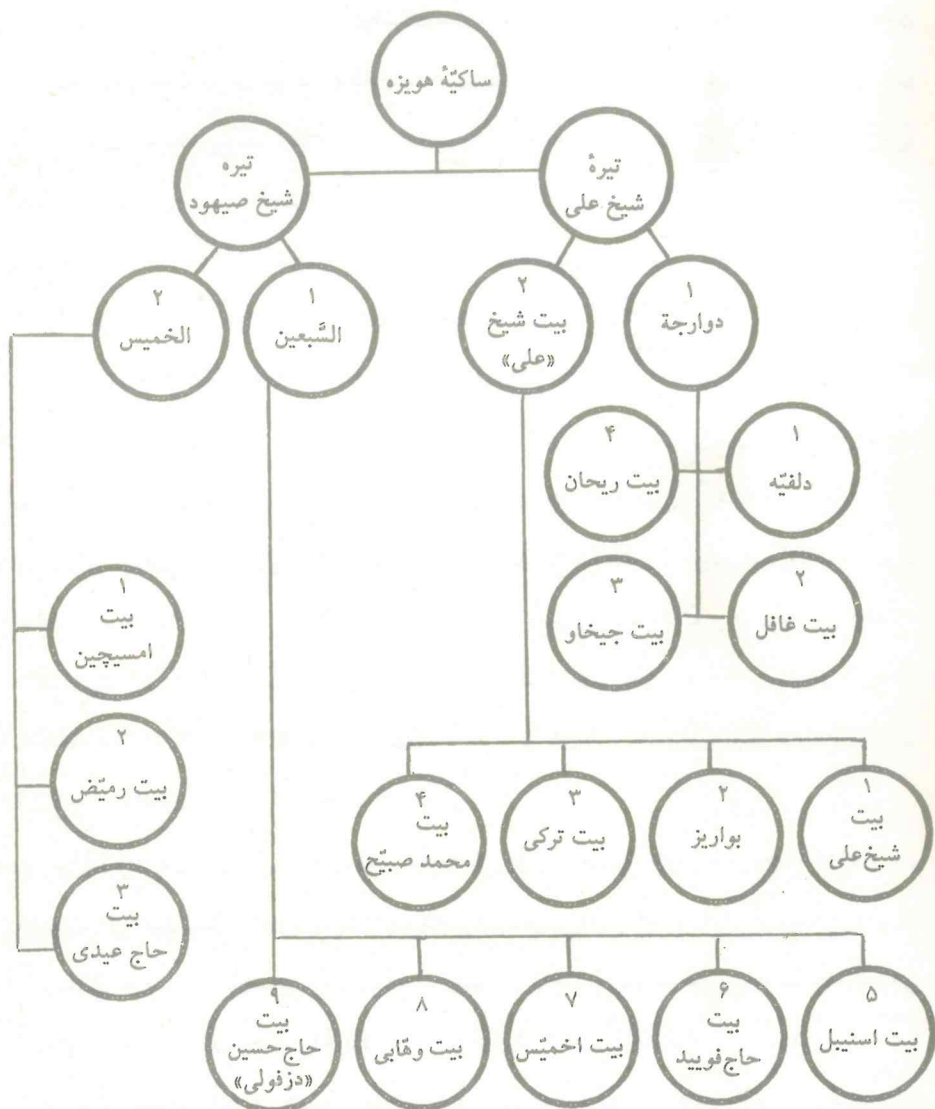 ساکیّهٔ هویزه
تیرهٔ
شیخ علی
تیره
شیخ صیهود
۱
دوارجة
۲
بیت شیخ
«علی»
۱
السَّبعین
۲
الخمیس
۱
دلفیّه
۴
بیت ریحان
۲
بیت غافل
۳
بیت جیخاو
۱
بیت
امسیچین
۲
بیت رمیّض
۳
بیت
حاج عیدی
۱
بیت
شیخ علی
۲
بواریز
۳
بیت ترکی
۴
بیت
محمد صبیّح
۵
بیت اسنیبل
۶
بیت
حاج فویید
۷
بیت اخمیّس
۸
بیت وهّابی
۹
بیت
حاج حسین
«دزفولی»